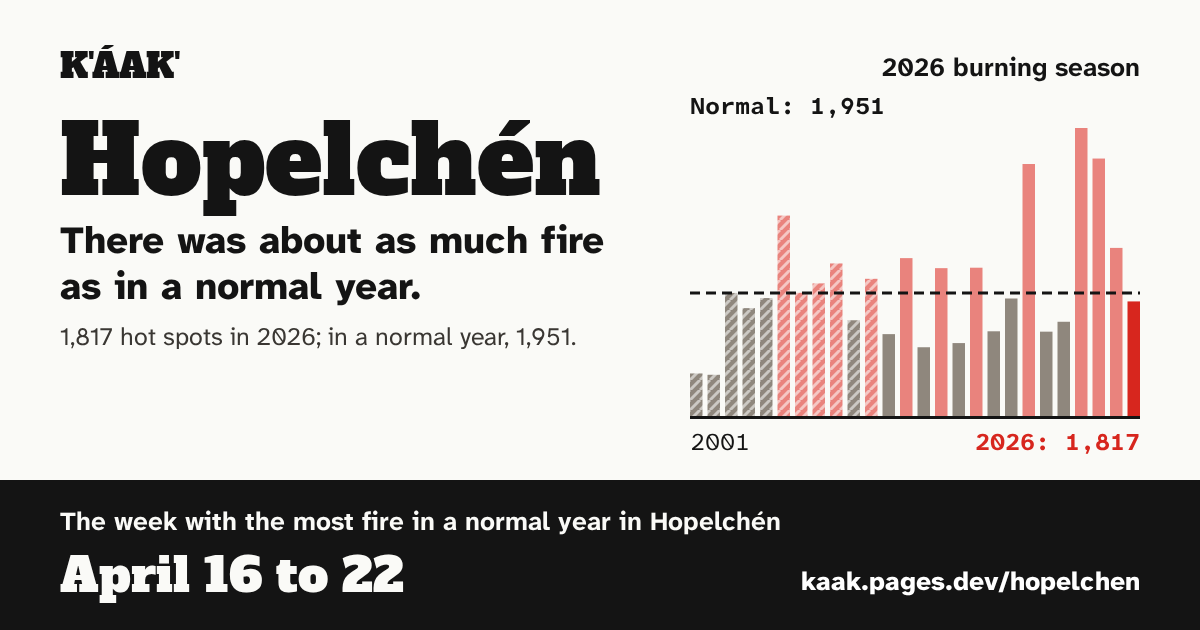 K'ÁAK'
Hopelchén
There was about as much fire
as in a normal year.
1,817 hot spots in 2026; in a normal year, 1,951.
2026 burning season
Normal: 1,951
2001
2026: 1,817
The week with the most fire in a normal year in Hopelchén
April 16 to 22
kaak.pages.dev/hopelchen